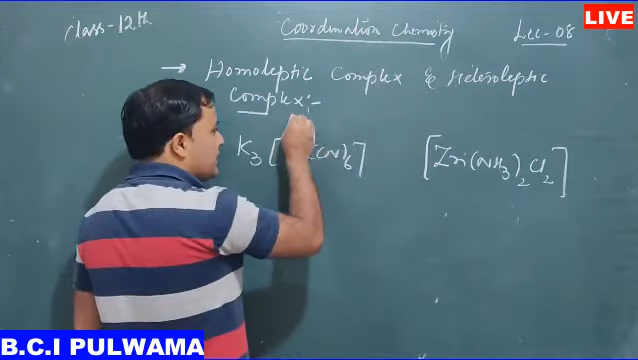 LIVE
Class-12th Coordination Chemistry Lec-08
→ Homoleptic Complex & Heteroleptic
Complex:-
K3[ (CN)6] [Zn(NH3)2Cl2]
B.C.I PULWAMA